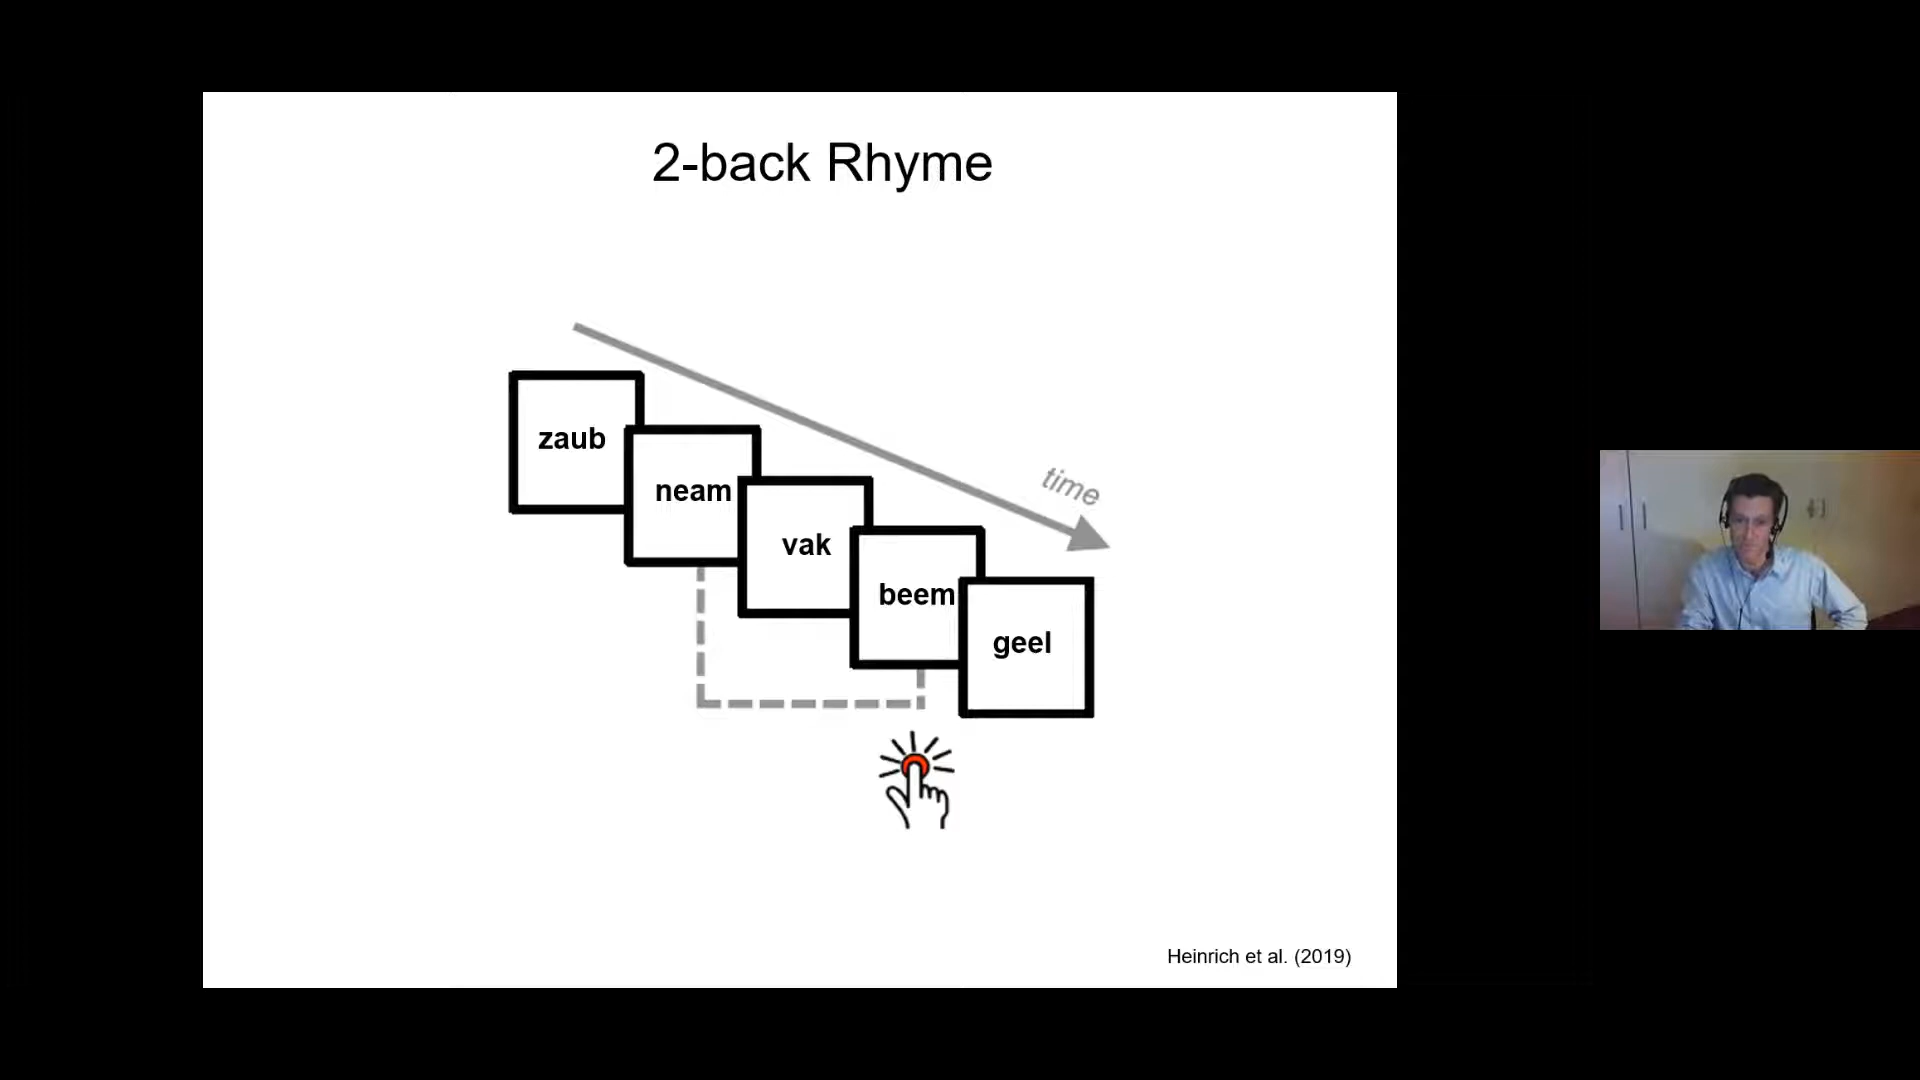 2-back Rhyme
time
zaub
neam
vak
beem
geel
Heinrich et al. (2019)